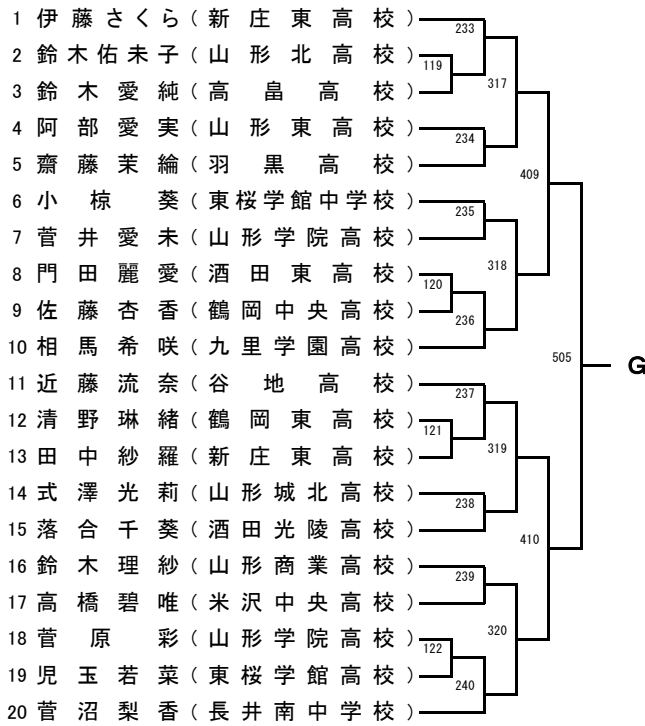 1 伊藤さくら（新庄東高校）
233
2 鈴木佑未子（山形北高校）
119
317
3 鈴木愛純（高畠高校）
4 阿部愛実（山形東高校）
234
5 齋藤茉綸（羽黒高校）
409
6 小椋葵（東桜学館中学校）
235
7 菅井愛未（山形学院高校）
318
8 門田麗愛（酒田東高校）
120
9 佐藤杏香（鶴岡中央高校）
236
10 相馬希咲（九里学園高校）
505
G
11 近藤流奈（谷地高校）
237
12 清野琳緒（鶴岡東高校）
121
319
13 田中紗羅（新庄東高校）
14 式澤光莉（山形城北高校）
238
15 落合千葵（酒田光陵高校）
410
16 鈴木理紗（山形商業高校）
239
17 高橋碧唯（米沢中央高校）
320
18 菅原彩（山形学院高校）
122
19 児玉若菜（東桜学館高校）
240
20 菅沼梨香（長井南中学校）